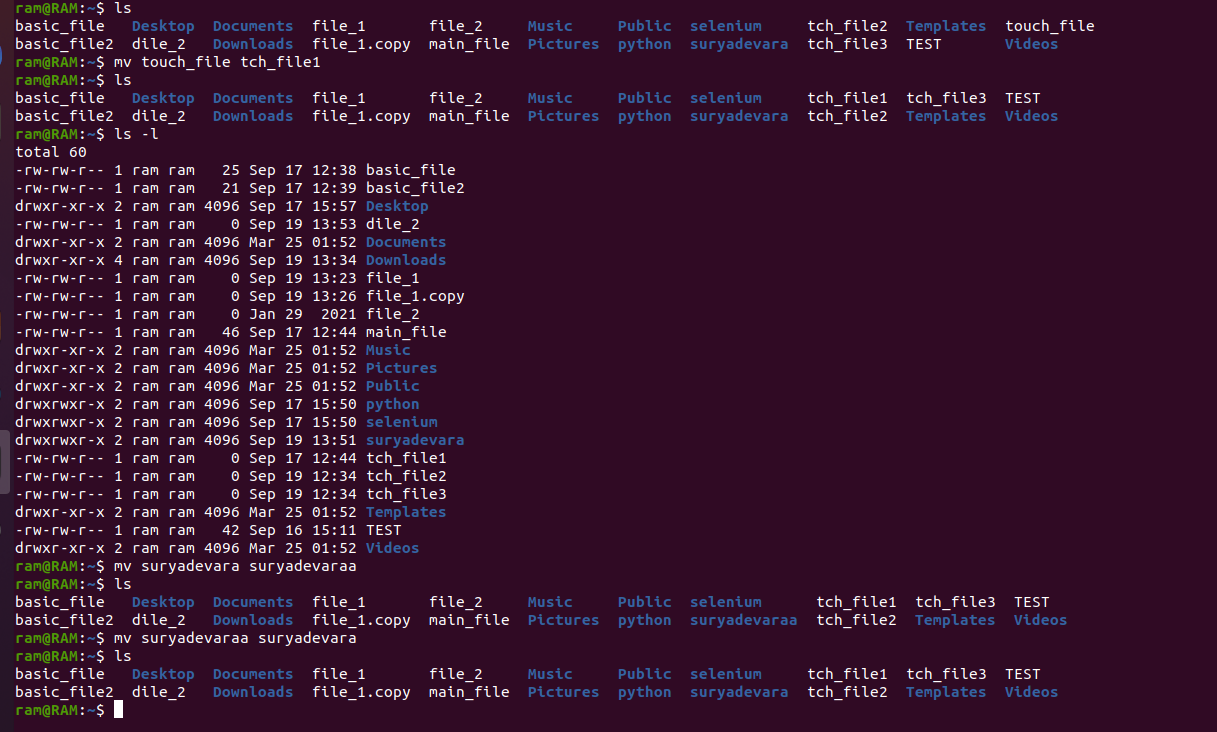 ram@RAM:~$ ls
basic_file   Desktop  Documents  file_1       file_2     Music     Public  selenium     tch_file2  Templates  touch_file
basic_file2  dile_2   Downloads  file_1.copy  main_file  Pictures  python  suryadevara  tch_file3  TEST       Videos
ram@RAM:~$ mv touch_file tch_file1
ram@RAM:~$ ls
basic_file   Desktop  Documents  file_1       file_2     Music     Public  selenium     tch_file1  tch_file3  TEST
basic_file2  dile_2   Downloads  file_1.copy  main_file  Pictures  python  suryadevara  tch_file2  Templates  Videos
ram@RAM:~$ ls -l
total 60
-rw-rw-r-- 1 ram ram   25 Sep 17 12:38 basic_file
-rw-rw-r-- 1 ram ram   21 Sep 17 12:39 basic_file2
drwxr-xr-x 2 ram ram 4096 Sep 17 15:57 Desktop
-rw-rw-r-- 1 ram ram    0 Sep 19 13:53 dile_2
drwxr-xr-x 2 ram ram 4096 Mar 25 01:52 Documents
drwxr-xr-x 4 ram ram 4096 Sep 19 13:34 Downloads
-rw-rw-r-- 1 ram ram    0 Sep 19 13:23 file_1
-rw-rw-r-- 1 ram ram    0 Sep 19 13:26 file_1.copy
-rw-rw-r-- 1 ram ram    0 Jan 29  2021 file_2
-rw-rw-r-- 1 ram ram   46 Sep 17 12:44 main_file
drwxr-xr-x 2 ram ram 4096 Mar 25 01:52 Music
drwxr-xr-x 2 ram ram 4096 Mar 25 01:52 Pictures
drwxr-xr-x 2 ram ram 4096 Mar 25 01:52 Public
drwxrwxr-x 2 ram ram 4096 Sep 17 15:50 python
drwxrwxr-x 2 ram ram 4096 Sep 17 15:50 selenium
drwxrwxr-x 2 ram ram 4096 Sep 19 13:51 suryadevara
-rw-rw-r-- 1 ram ram    0 Sep 17 12:44 tch_file1
-rw-rw-r-- 1 ram ram    0 Sep 19 12:34 tch_file2
-rw-rw-r-- 1 ram ram    0 Sep 19 12:34 tch_file3
drwxr-xr-x 2 ram ram 4096 Mar 25 01:52 Templates
-rw-rw-r-- 1 ram ram   42 Sep 16 15:11 TEST
drwxr-xr-x 2 ram ram 4096 Mar 25 01:52 Videos
ram@RAM:~$ mv suryadevara suryadevaraa
ram@RAM:~$ ls
basic_file   Desktop  Documents  file_1       file_2     Music     Public  selenium      tch_file1  tch_file3  TEST
basic_file2  dile_2   Downloads  file_1.copy  main_file  Pictures  python  suryadevaraa  tch_file2  Templates  Videos
ram@RAM:~$ mv suryadevaraa suryadevara
ram@RAM:~$ ls
basic_file   Desktop  Documents  file_1       file_2     Music     Public  selenium     tch_file1  tch_file3  TEST
basic_file2  dile_2   Downloads  file_1.copy  main_file  Pictures  python  suryadevara  tch_file2  Templates  Videos
ram@RAM:~$